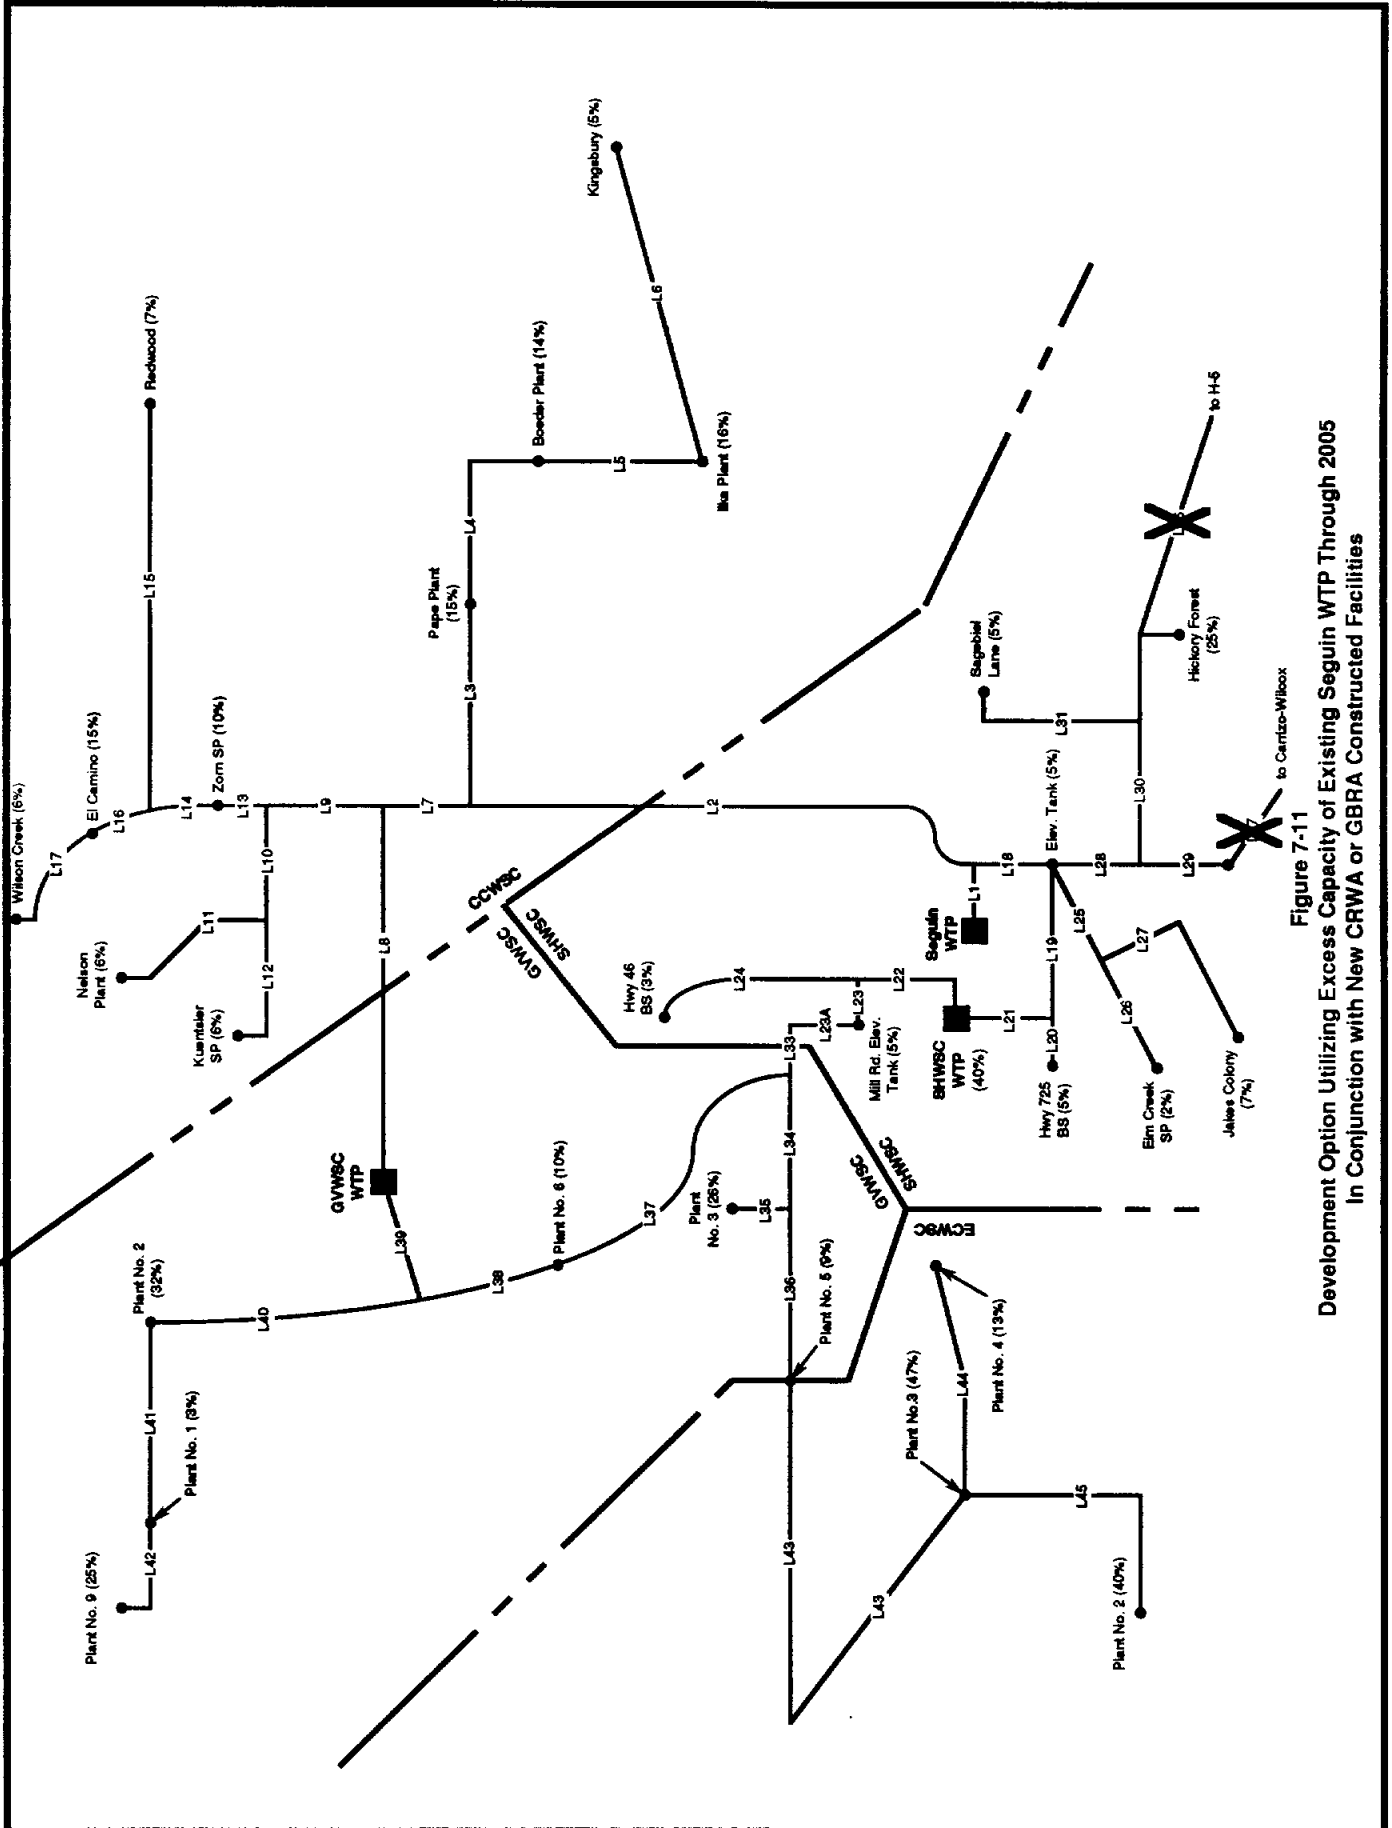 Plant No. 9 (25%)
L42
Plant No. 1 (3%)
L41
Plant No. 2
(32%)
L40
L39
GVWSC
WTP
L38
Plant No. 6 (10%)
L37
L8
Kuentsler
SP (6%)
L12
Nelson
Plant (6%)
L11
L10
Wilson Creek (6%)
L17
L16
El Camino (15%)
L14
Zorn SP (10%)
L13
L9
L7
L15
Redwood (7%)
L3
Pape Plant
(15%)
L4
Boeder Plant (14%)
L5
Ilka Plant (16%)
L6
Kingsbury (5%)
CCWSC
GVWSC
SHWSC
L2
Hwy 46
BS (3%)
L24
L33
L23A
L23
Mill Rd. Elev.
Tank (5%)
L22
L34
Plant
No. 3 (26%)
L35
L36
Plant No. 5 (9%)
GVWSC
SHWSC
ECWSC
L43
L43
Plant No.3 (47%)
L44
Plant No. 4 (13%)
L45
Plant No. 2 (40%)
Seguin
WTP
L1
SHWSC
WTP
(40%)
L21
L18
Elev. Tank (5%)
L19
L20
Hwy 725
BS (5%)
L25
L26
Elm Creek
SP (2%)
L27
Jakes Colony
(7%)
L28
L29
to Carrizo-Wilcox
L30
L31
Sagebiel
Lane (5%)
Hickory Forest
(25%)
to H-5
Figure 7-11
Development Option Utilizing Excess Capacity of Existing Seguin WTP Through 2005
In Conjunction with New CRWA or GBRA Constructed Facilities